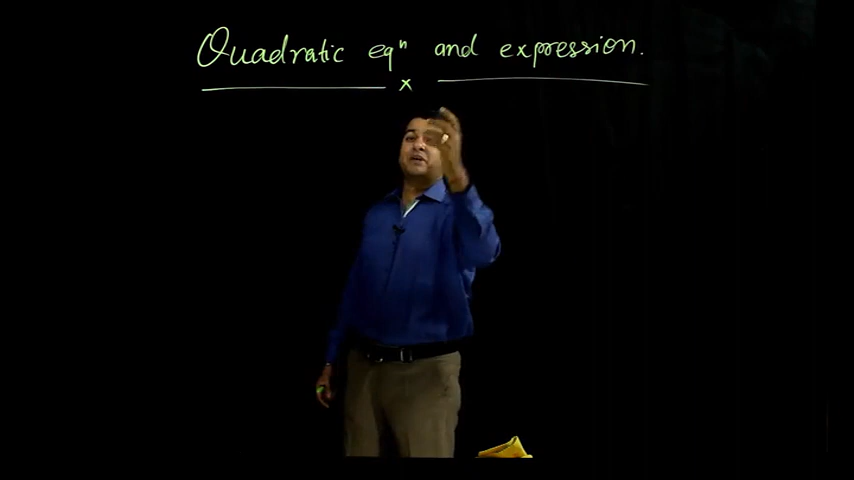 Quadratic eqⁿ and expression.
x